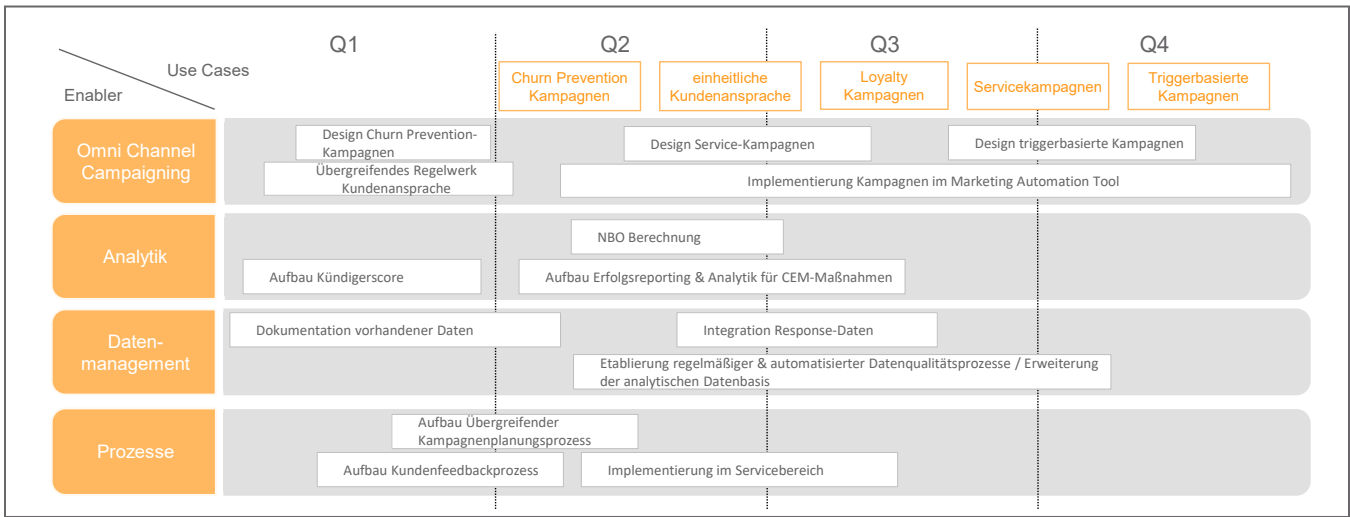 Q1
Q2
Q3
Q4
Use Cases
Enabler
Churn Prevention
Kampagnen
einheitliche
Kundenansprache
Loyalty
Kampagnen
Servicekampagnen
Triggerbasierte
Kampagnen
Omni Channel
Campaigning
Design Churn Prevention-
Kampagnen
Design Service-Kampagnen
Design triggerbasierte Kampagnen
Übergreifendes Regelwerk
Kundenansprache
Implementierung Kampagnen im Marketing Automation Tool
Analytik
NBO Berechnung
Aufbau Kündigerscore
Aufbau Erfolgsreporting & Analytik für CEM-Maßnahmen
Daten-
management
Dokumentation vorhandener Daten
Integration Response-Daten
Etablierung regelmäßiger & automatisierter Datenqualitätsprozesse / Erweiterung
der analytischen Datenbasis
Prozesse
Aufbau Übergreifender
Kampagnenplanungsprozess
Aufbau Kundenfeedbackprozess
Implementierung im Servicebereich